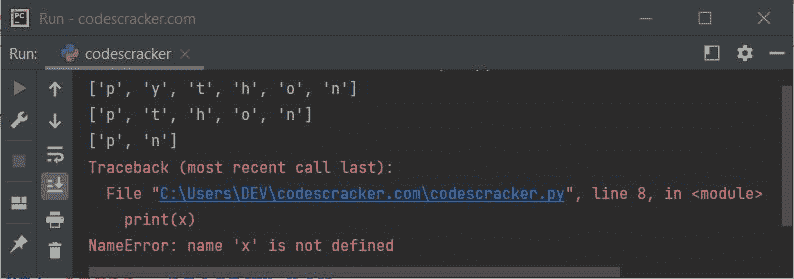 PC Run - codescracker.com
Run: codescracker
['p', 'y', 't', 'h', 'o', 'n']
['p', 't', 'h', 'o', 'n']
['p', 'n']
Traceback (most recent call last):
File "C:\Users\DEV\codescracker.com\codescracker.py", line 8, in <module>
print(x)
NameError: name 'x' is not defined